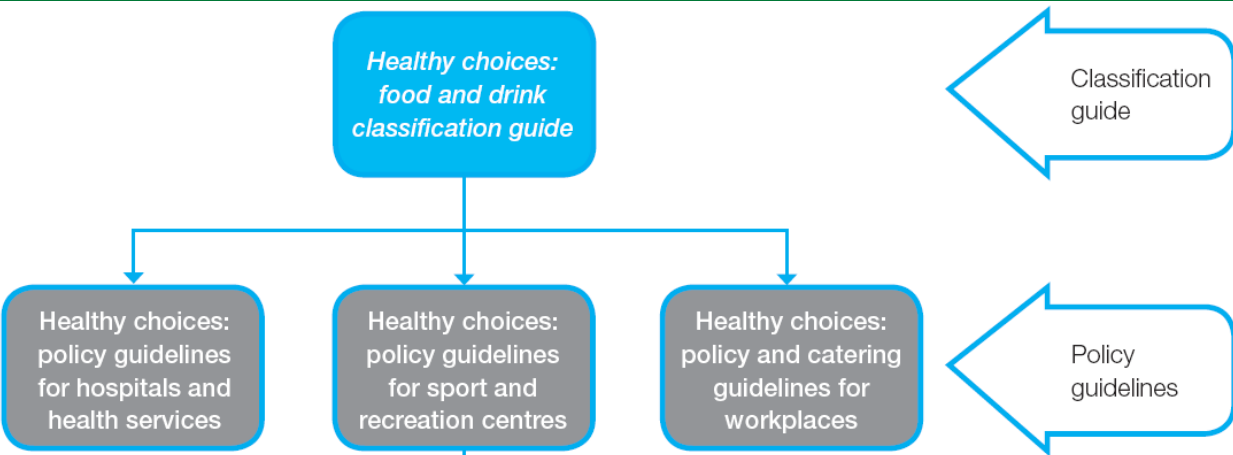 Healthy choices:
food and drink
classification guide
Classification
guide
Healthy choices:
policy guidelines
for hospitals and
health services
Healthy choices:
policy guidelines
for sport and
recreation centres
Healthy choices:
policy and catering
guidelines for
workplaces
Policy
guidelines